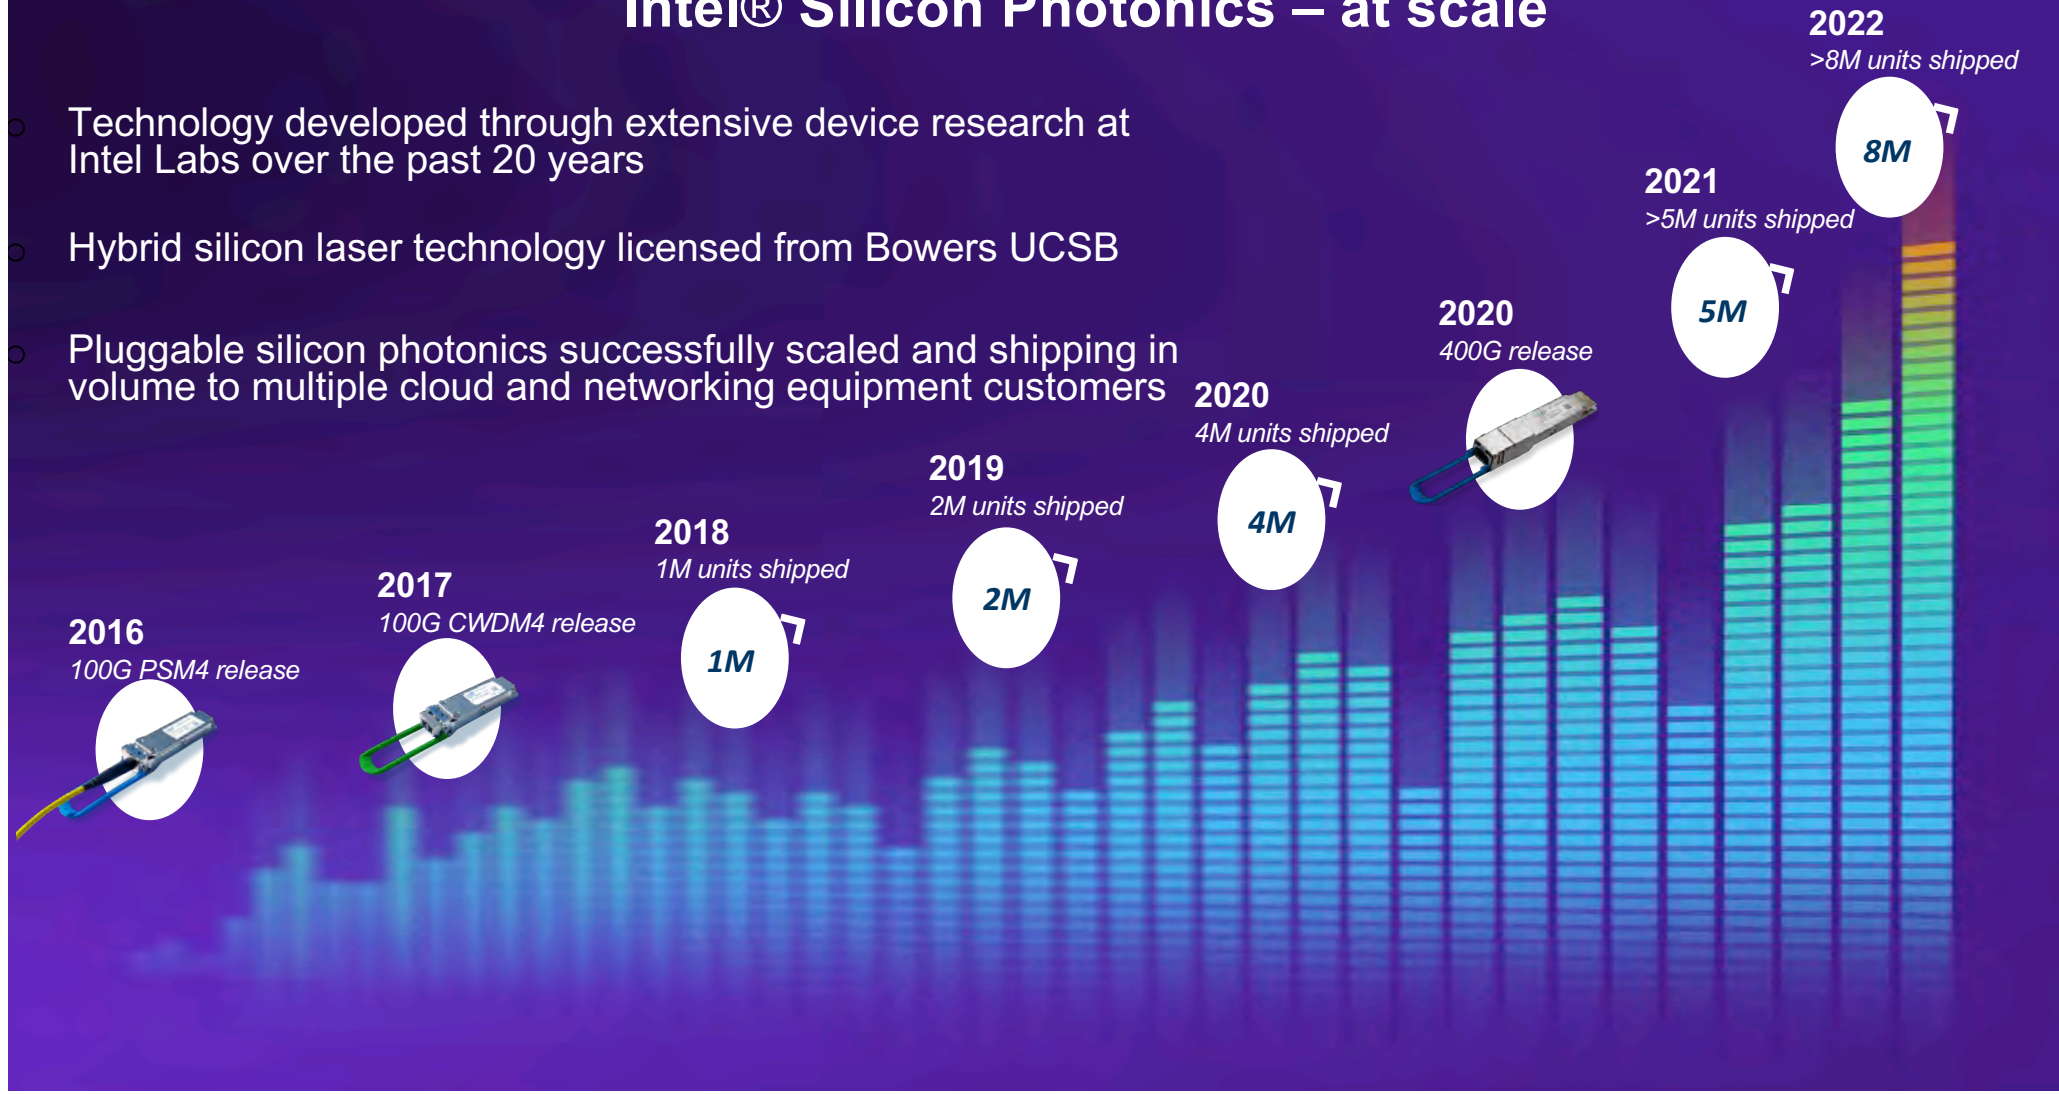 Intel® Silicon Photonics – at scale
Technology developed through extensive device research at
Intel Labs over the past 20 years
Hybrid silicon laser technology licensed from Bowers UCSB
Pluggable silicon photonics successfully scaled and shipping in
volume to multiple cloud and networking equipment customers
2016
100G PSM4 release
2017
100G CWDM4 release
2018
1M units shipped
1M
2019
2M units shipped
2M
2020
4M units shipped
4M
2020
400G release
2021
>5M units shipped
5M
2022
>8M units shipped
8M